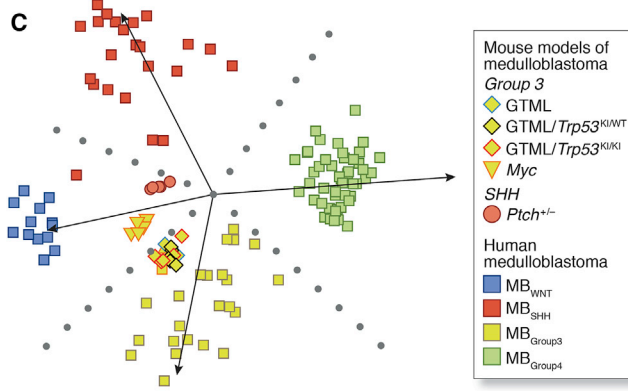 C
Mouse models of
medulloblastoma
Group 3
GTML
GTML/Trp53KI/WT
GTML/Trp53KI/KI
Myc
SHH
Ptch+/–
Human
medulloblastoma
MBWNT
MBSHH
MBGroup3
MBGroup4